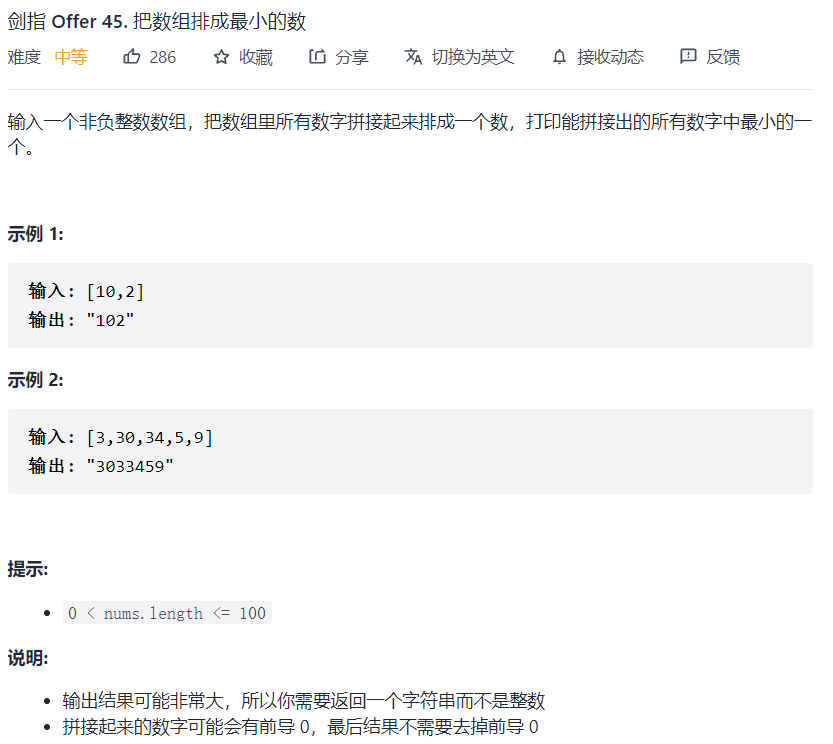 剑指 Offer 45. 把数组排成最小的数
难度 中等 286 收藏 分享 切换为英文 接收动态 反馈
输入一个非负整数数组，把数组里所有数字拼接起来排成一个数，打印能拼接出的所有数字中最小的一
个。
示例 1:
输入: [10,2]
输出: "102"
示例 2:
输入: [3,30,34,5,9]
输出: "3033459"
提示:
• 0 < nums.length <= 100
说明:
• 输出结果可能非常大，所以你需要返回一个字符串而不是整数
• 拼接起来的数字可能会有前导 0，最后结果不需要去掉前导 0